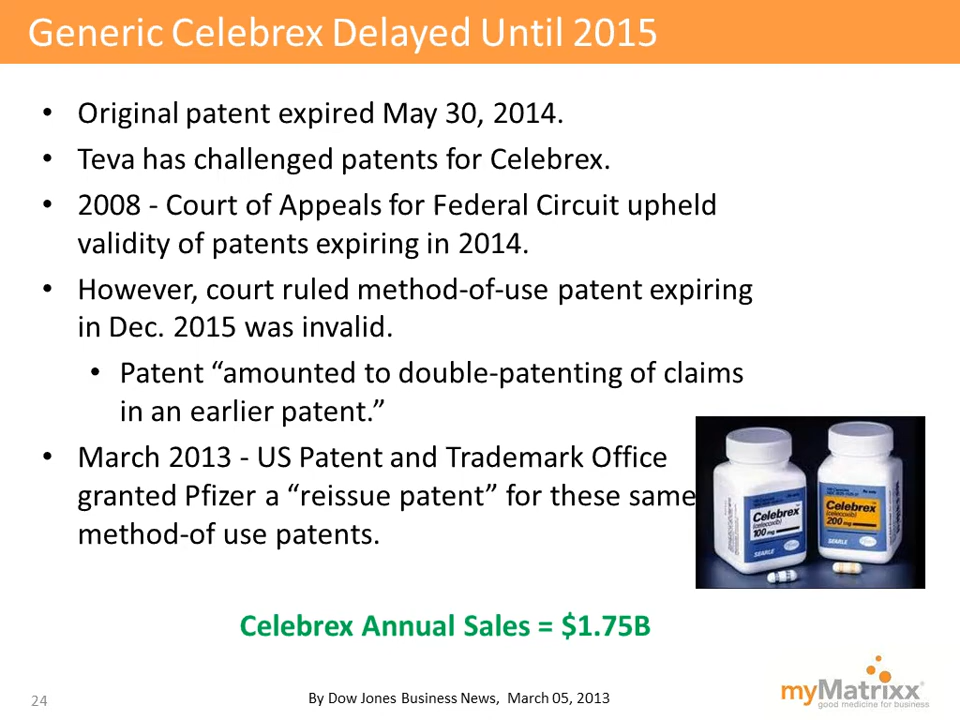 Generic Celebrex Delayed Until 2015
• Original patent expired May 30, 2014.
• Teva has challenged patents for Celebrex.
• 2008 - Court of Appeals for Federal Circuit upheld
validity of patents expiring in 2014.
• However, court ruled method-of-use patent expiring
in Dec. 2015 was invalid.
• Patent “amounted to double-patenting of claims
in an earlier patent.”
• March 2013 - US Patent and Trademark Office
granted Pfizer a “reissue patent” for these same
method-of use patents.
Celebrex
(celecoxib)
100 mg
SEARLE
Celebrex
(celecoxib)
200 mg
SEARLE
Celebrex Annual Sales = $1.75B
24
By Dow Jones Business News, March 05, 2013
myMatrixx®
good medicine for business